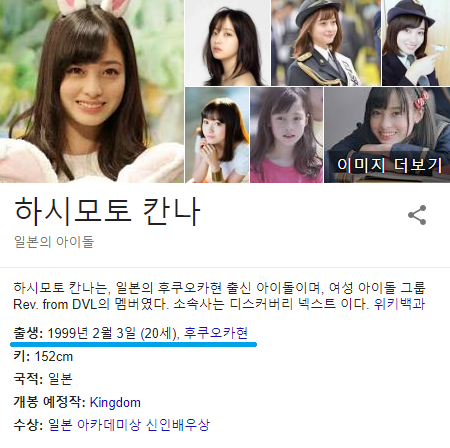 이미지 더보기
하시모토 칸나
일본의 아이돌
하시모토 칸나는, 일본의 후쿠오카현 출신 아이돌이며, 여성 아이돌 그룹
Rev. from DVL의 멤버였다. 소속사는 디스커버리 넥스트 이다. 위키백과
출생: 1999년 2월 3일 (20세), 후쿠오카현
키: 152cm
국적: 일본
개봉 예정작: Kingdom
수상: 일본 아카데미상 신인배우상